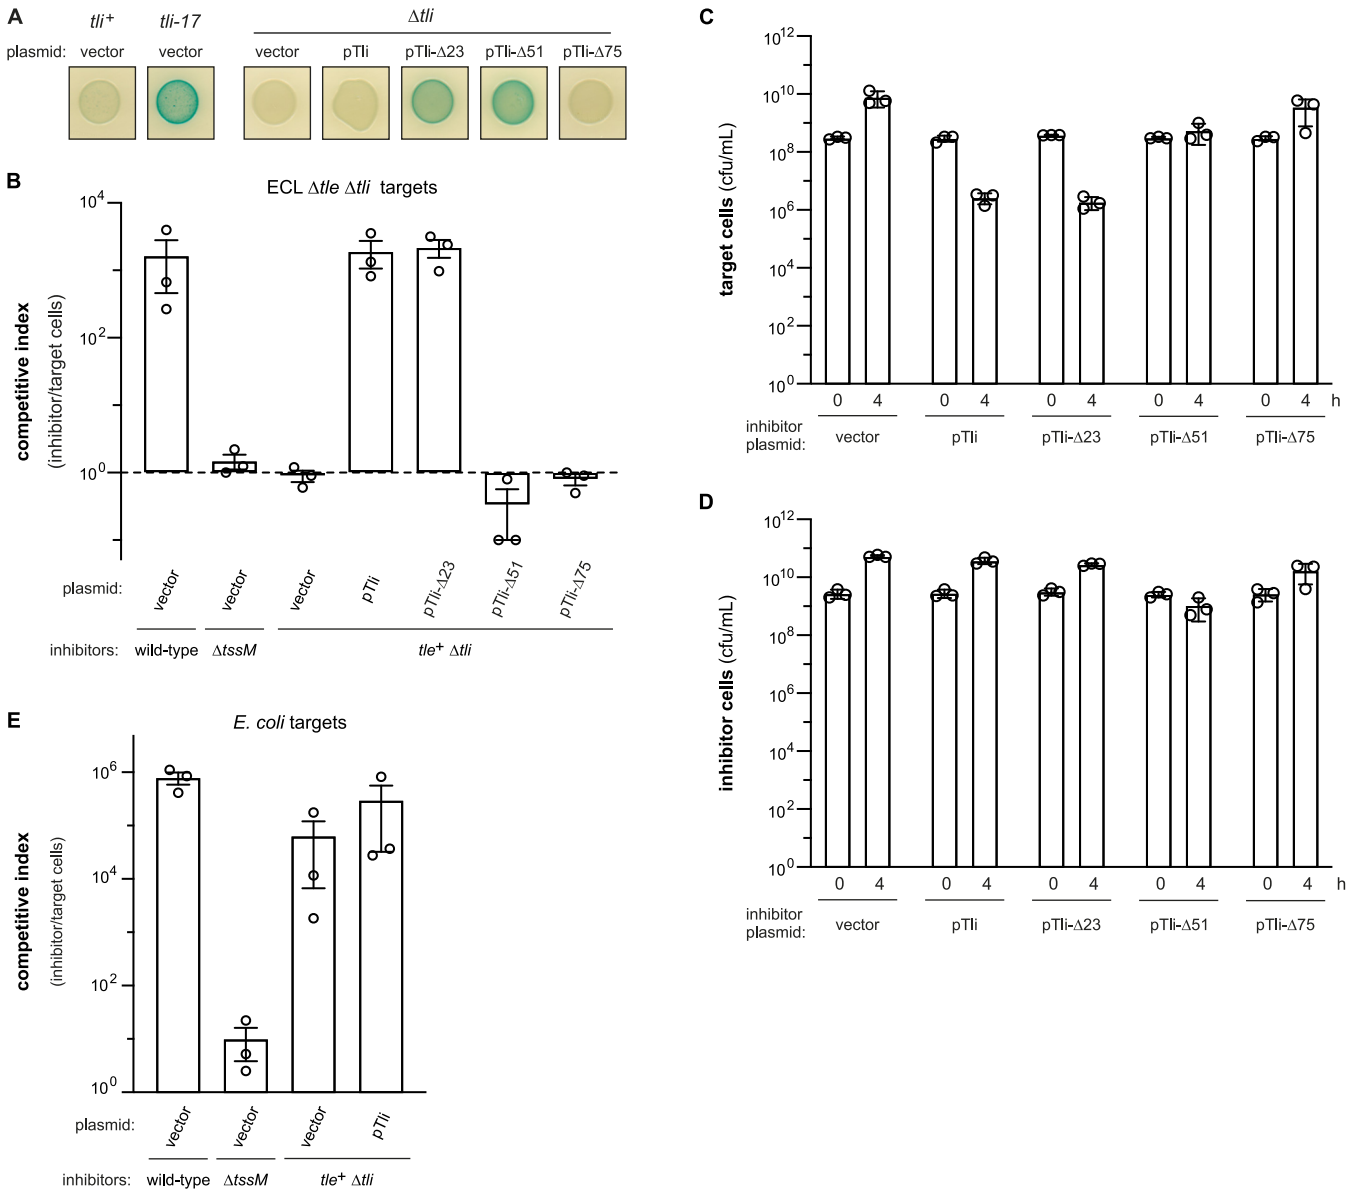 A
tli+ tli-17 Δtli
plasmid: vector vector vector pTli pTli-Δ23 pTli-Δ51 pTli-Δ75
B
ECL Δtle Δtli targets
competitive index
(inhibitor/target cells)
10^4
10^2
10^0
plasmid: vector vector vector pTli pTli-Δ23 pTli-Δ51 pTli-Δ75
inhibitors: wild-type ΔtssM tle+ Δtli
C
target cells (cfu/mL)
10^12
10^10
10^8
10^6
10^4
10^2
10^0
0 4 0 4 0 4 0 4 0 4 h
inhibitor
plasmid: vector pTli pTli-Δ23 pTli-Δ51 pTli-Δ75
D
inhibitor cells (cfu/mL)
10^12
10^10
10^8
10^6
10^4
10^2
10^0
0 4 0 4 0 4 0 4 0 4 h
inhibitor
plasmid: vector pTli pTli-Δ23 pTli-Δ51 pTli-Δ75
E
E. coli targets
competitive index
(inhibitor/target cells)
10^6
10^4
10^2
10^0
plasmid: vector vector vector pTli
inhibitors: wild-type ΔtssM tle+ Δtli